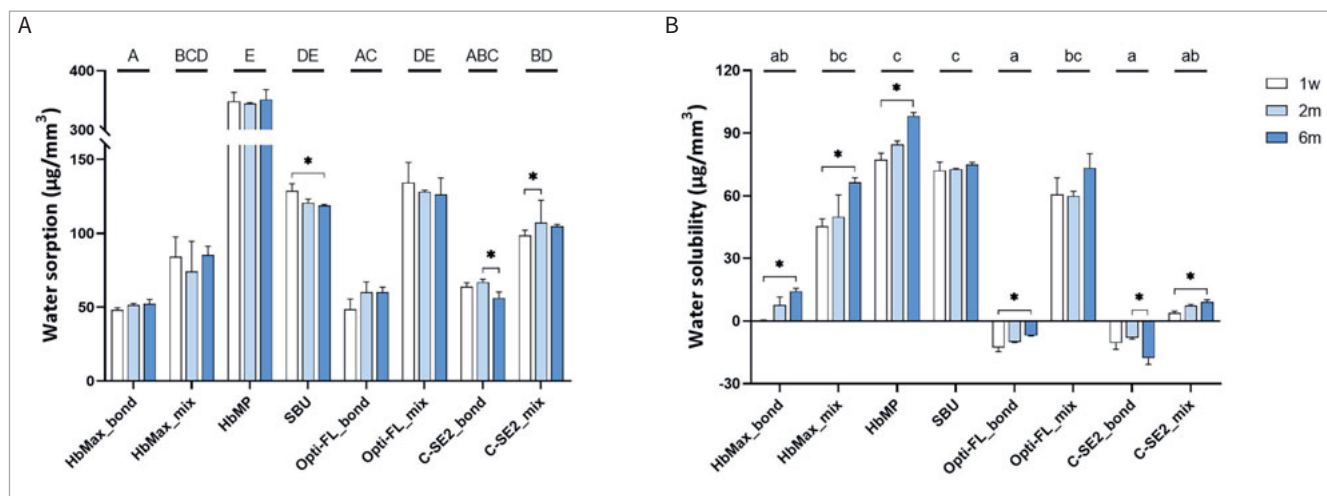 A
A BCD E DE AC DE ABC BD
400
300
150
100
50
0
Water sorption (µg/mm³)
* * *
HbMax_bond
HbMax_mix
HbMP
SBU
Opti-FL_bond
Opti-FL_mix
C-SE2_bond
C-SE2_mix
B
ab bc c c a bc a ab
120
90
60
30
0
-30
Water solubility (µg/mm³)
* * * * * *
HbMax_bond
HbMax_mix
HbMP
SBU
Opti-FL_bond
Opti-FL_mix
C-SE2_bond
C-SE2_mix
1w
2m
6m